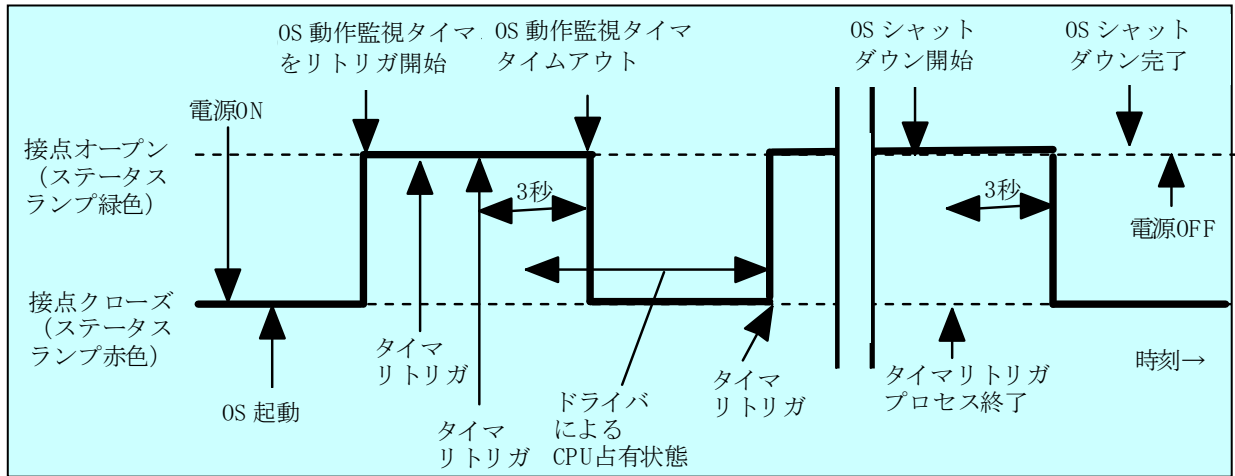 OS 動作監視タイマ
をリトリガ開始
OS 動作監視タイマ
タイムアウト
OS シャット
ダウン開始
OS シャット
ダウン完了
電源ON
接点オープン
（ステータス
ランプ緑色）
3秒
3秒
電源OFF
接点クローズ
（ステータス
ランプ赤色）
時刻→
タイマ
リトリガ
タイマ
リトリガ
タイマリトリガ
プロセス終了
OS 起動
タイマ
リトリガ
ドライバ
による
CPU占有状態